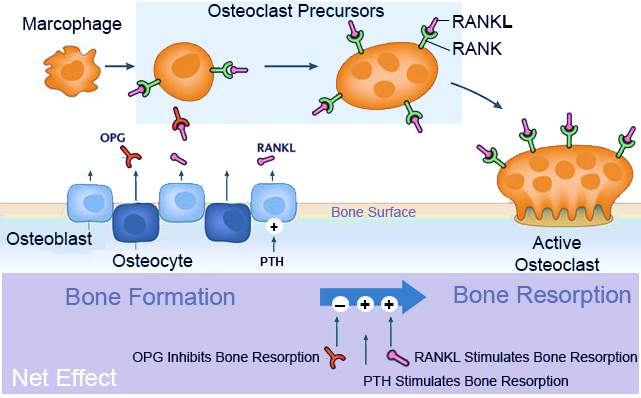 Osteoclast Precursors
Marcophage
RANKL
RANK
OPG
RANKL
Bone Surface
Osteoblast
+
Osteocyte
PTH
Active
Osteoclast
Bone Formation
− + +
Bone Resorption
OPG Inhibits Bone Resorption
RANKL Stimulates Bone Resorption
PTH Stimulates Bone Resorption
Net Effect